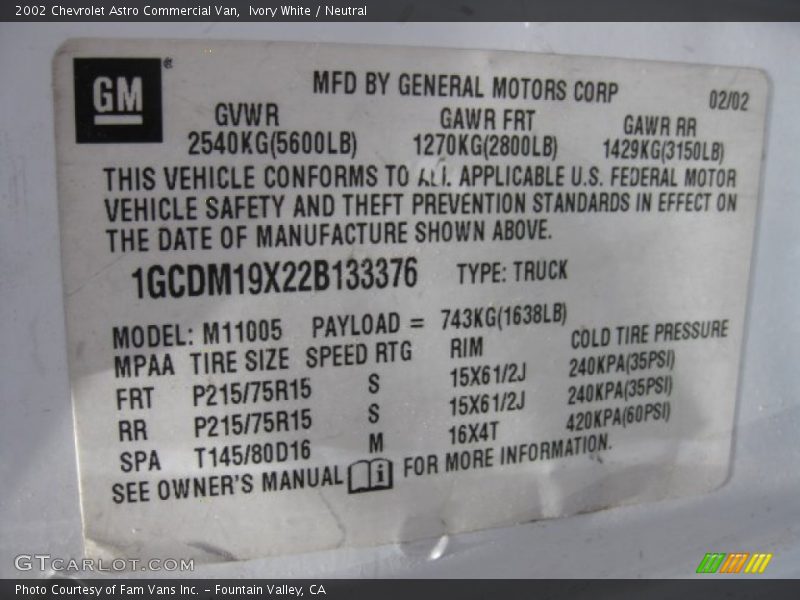 2002 Chevrolet Astro Commercial Van,  Ivory White / Neutral
GM®
MFD BY GENERAL MOTORS CORP
02/02
GVWR GAWR FRT GAWR RR
2540KG(5600LB) 1270KG(2800LB) 1429KG(3150LB)
THIS VEHICLE CONFORMS TO ALL APPLICABLE U.S. FEDERAL MOTOR
VEHICLE SAFETY AND THEFT PREVENTION STANDARDS IN EFFECT ON
THE DATE OF MANUFACTURE SHOWN ABOVE.
1GCDM19X22B133376 TYPE: TRUCK
MODEL: M11005 PAYLOAD = 743KG(1638LB)
MPAA TIRE SIZE SPEED RTG RIM COLD TIRE PRESSURE
FRT P215/75R15 S 15X61/2J 240KPA(35PSI)
RR P215/75R15 S 15X61/2J 240KPA(35PSI)
SPA T145/80D16 M 16X4T 420KPA(60PSI)
SEE OWNER'S MANUAL i FOR MORE INFORMATION.
GTCarLot.com
Photo Courtesy of Fam Vans Inc. - Fountain Valley, CA